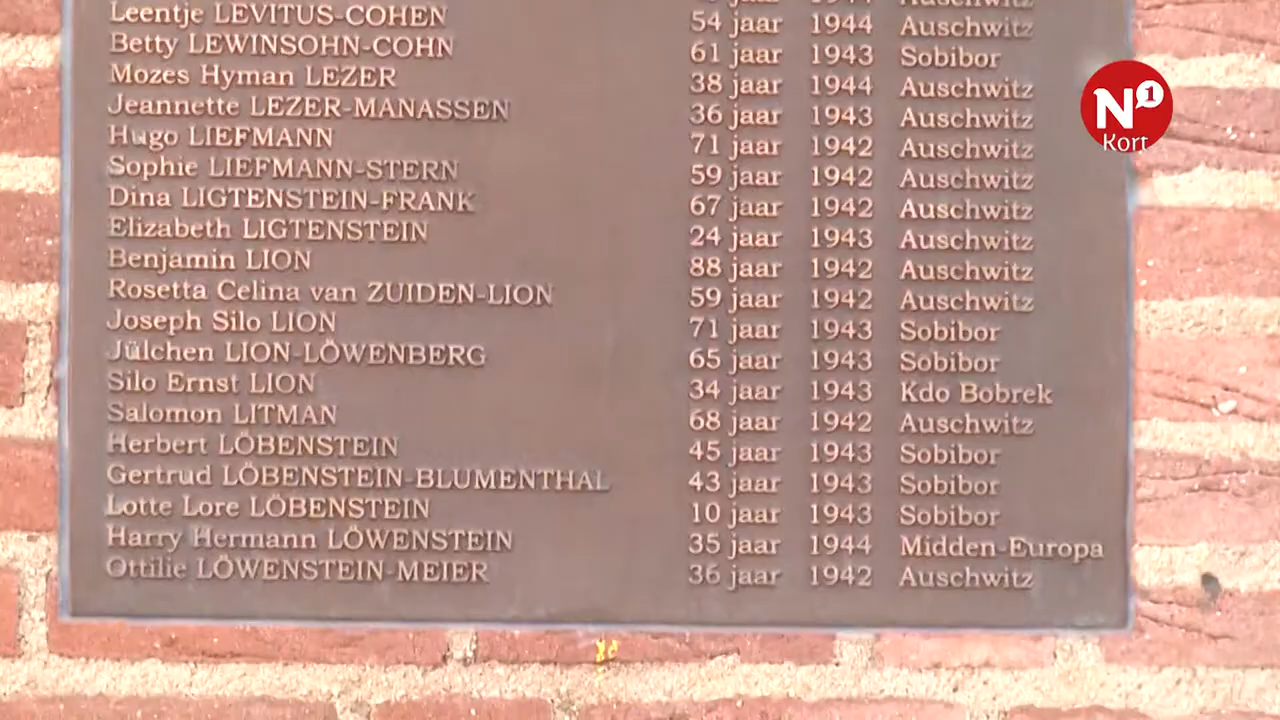 Leentje LEVITUS-COHEN 54 jaar 1944 Auschwitz
Betty LEWINSOHN-COHN 61 jaar 1943 Sobibor
Mozes Hyman LEZER 38 jaar 1944 Auschwitz
Jeannette LEZER-MANASSEN 36 jaar 1943 Auschwitz
Hugo LIEFMANN 71 jaar 1942 Auschwitz
Sophie LIEFMANN-STERN 59 jaar 1942 Auschwitz
Dina LIGTENSTEIN-FRANK 67 jaar 1942 Auschwitz
Elizabeth LIGTENSTEIN 24 jaar 1943 Auschwitz
Benjamin LION 88 jaar 1942 Auschwitz
Rosetta Celina van ZUIDEN-LION 59 jaar 1942 Auschwitz
Joseph Silo LION 71 jaar 1943 Sobibor
Jülchen LION-LÖWENBERG 65 jaar 1943 Sobibor
Silo Ernst LION 34 jaar 1943 Kdo Bobrek
Salomon LITMAN 68 jaar 1942 Auschwitz
Herbert LÖBENSTEIN 45 jaar 1943 Sobibor
Gertrud LÖBENSTEIN-BLUMENTHAL 43 jaar 1943 Sobibor
Lotte Lore LÖBENSTEIN 10 jaar 1943 Sobibor
Harry Hermann LÖWENSTEIN 35 jaar 1944 Midden-Europa
Ottilie LÖWENSTEIN-MEIER 36 jaar 1942 Auschwitz
N1
Kort